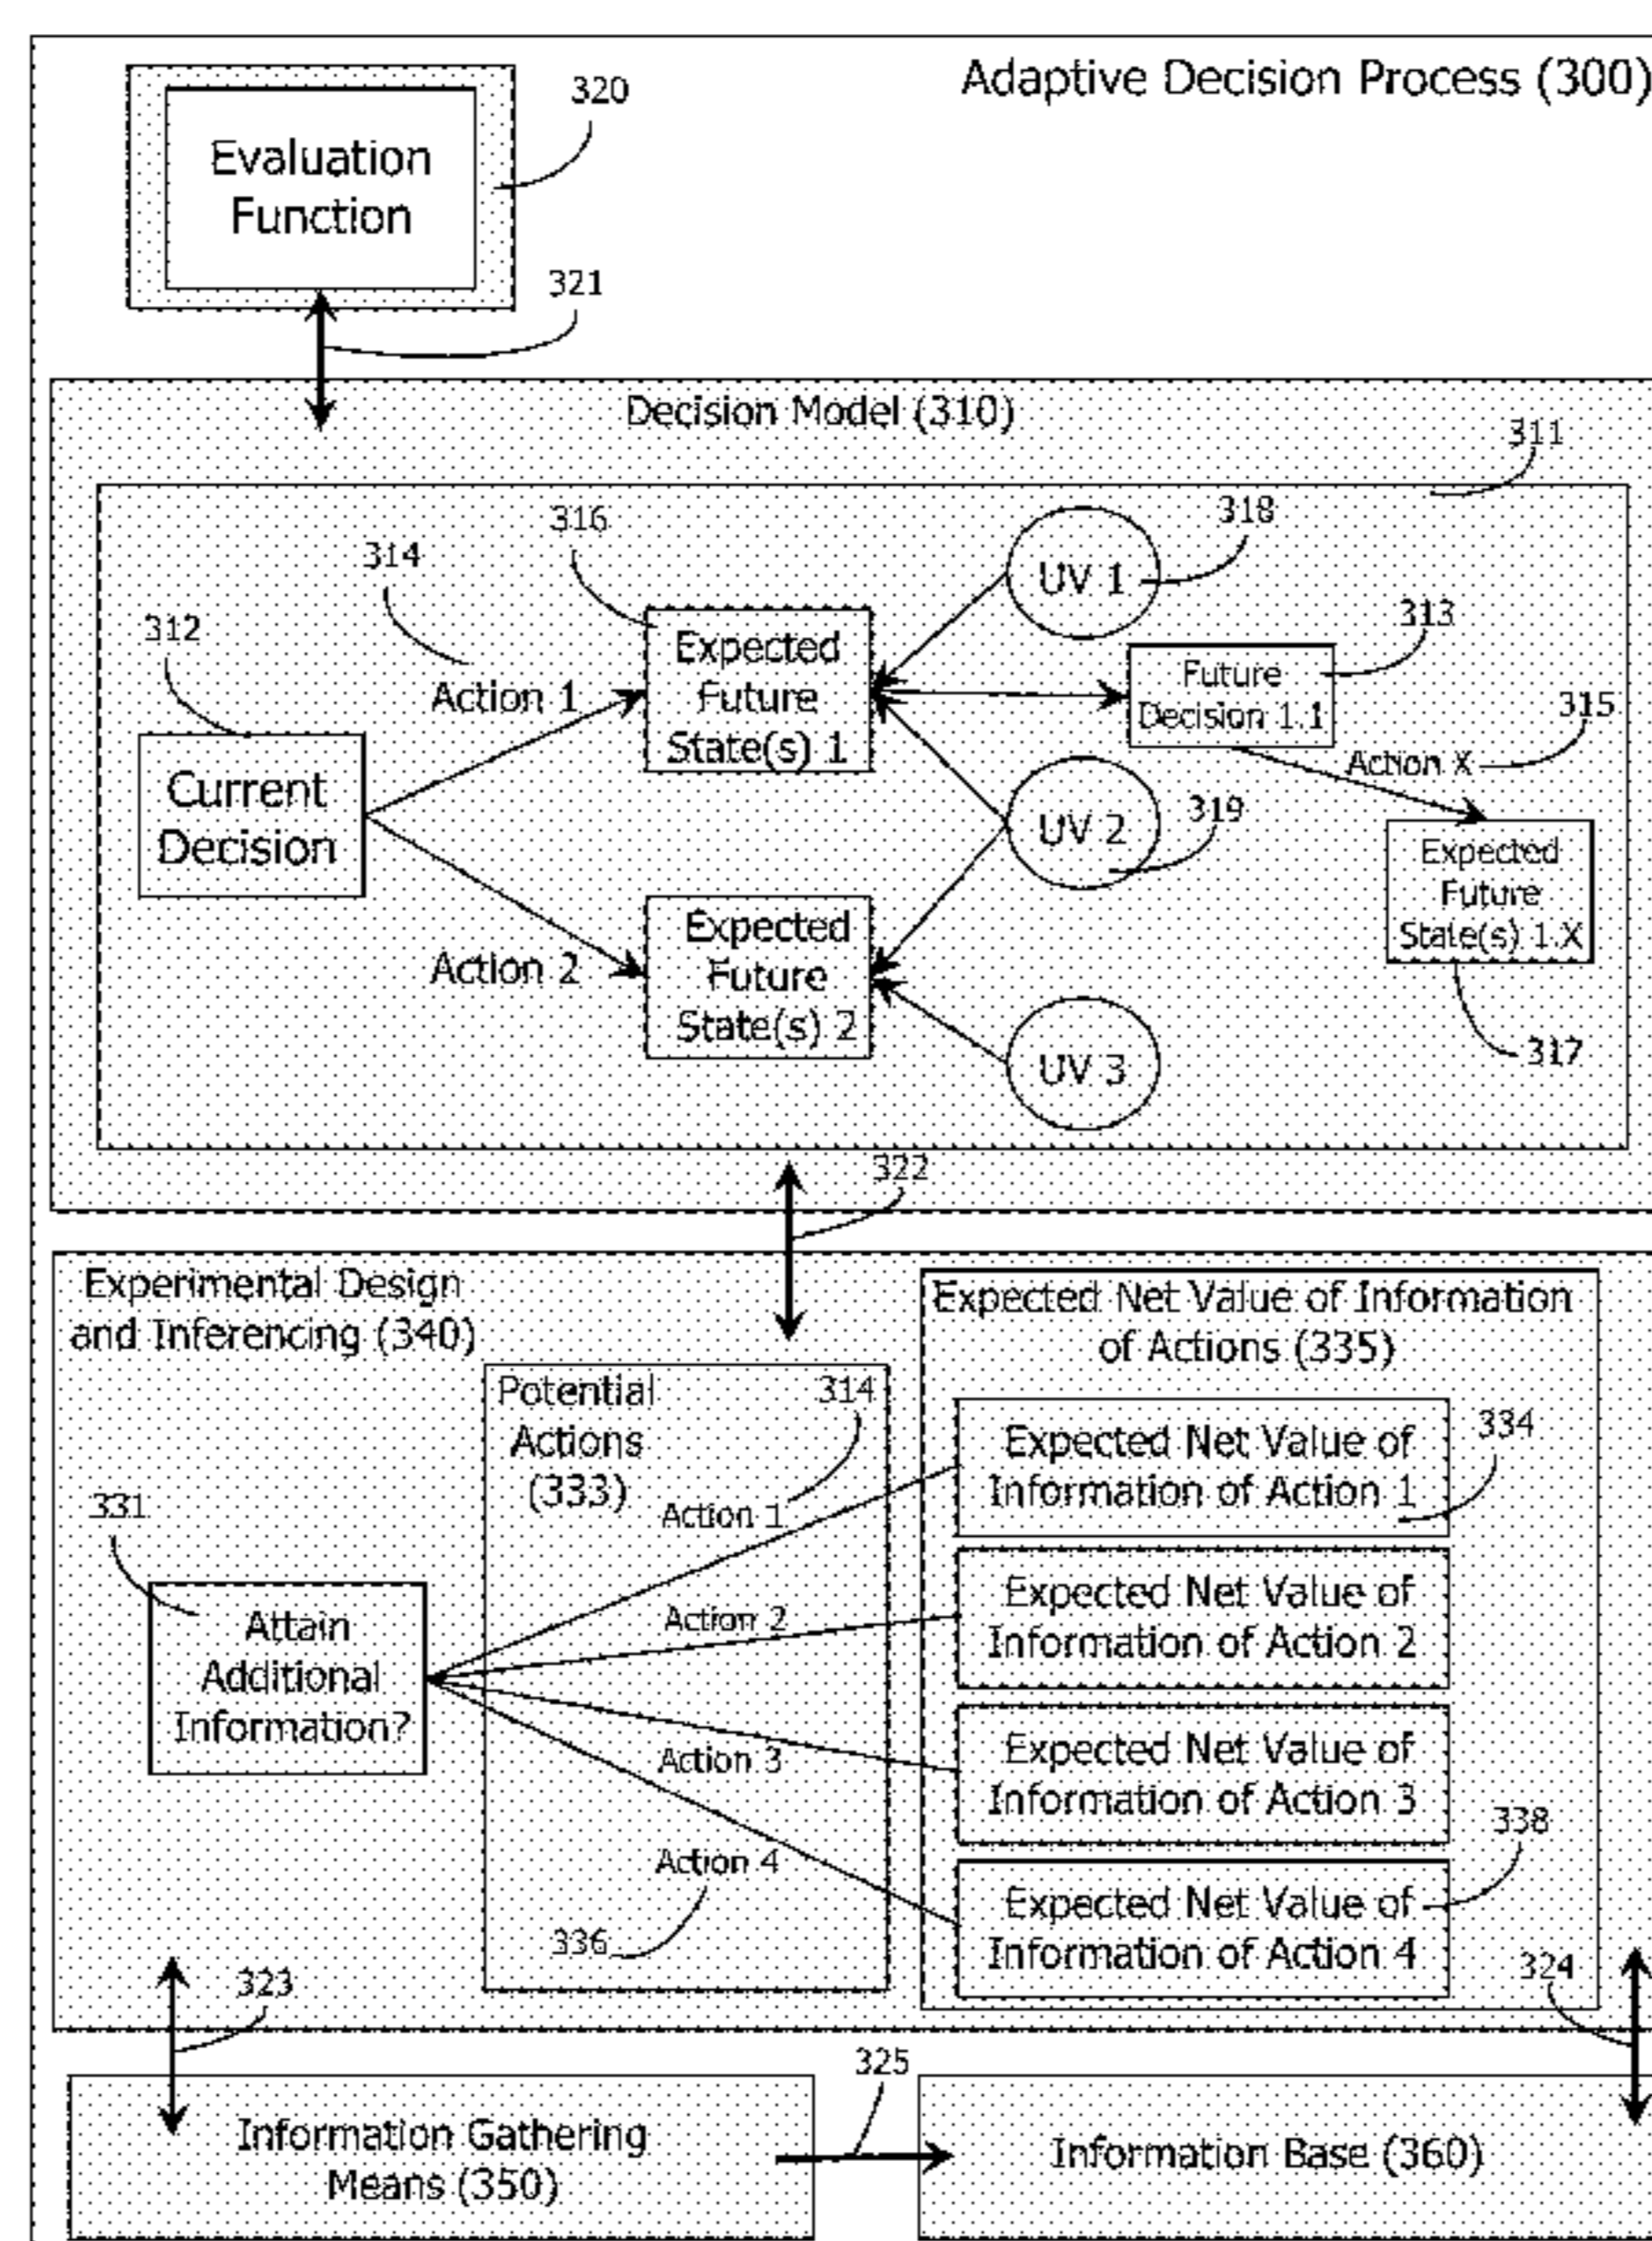 Adaptive Decision Process (300)
320
Evaluation
Function
321
Decision Model (310)
311
316
318
314
UV 1
312
313
Expected
Future
State(s) 1
Future
Decision 1.1
Action 1
315
Action X
Current
Decision
UV 2
319
Expected
Future
State(s) 1.X
Expected
Future
State(s) 2
Action 2
317
UV 3
322
Experimental Design
and Inferencing (340)
Expected Net Value of Information
of Actions (335)
Potential
Actions
(333)
314
Expected Net Value of
Information of Action 1
334
331
Action 1
Attain
Additional
Information?
Action 2
Expected Net Value of
Information of Action 2
Action 3
Expected Net Value of
Information of Action 3
338
Action 4
Expected Net Value of
Information of Action 4
336
323
324
325
Information Gathering
Means (350)
Information Base (360)